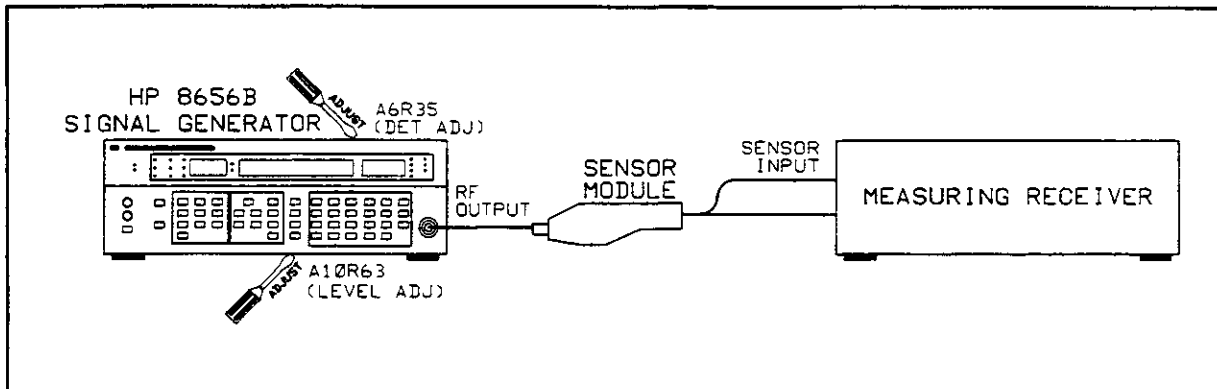 HP 8656B
SIGNAL GENERATOR
ADJUST
A6R35
(DET ADJ)
RF
OUTPUT
SENSOR
MODULE
SENSOR
INPUT
MEASURING RECEIVER
ADJUST
A10R63
(LEVEL ADJ)